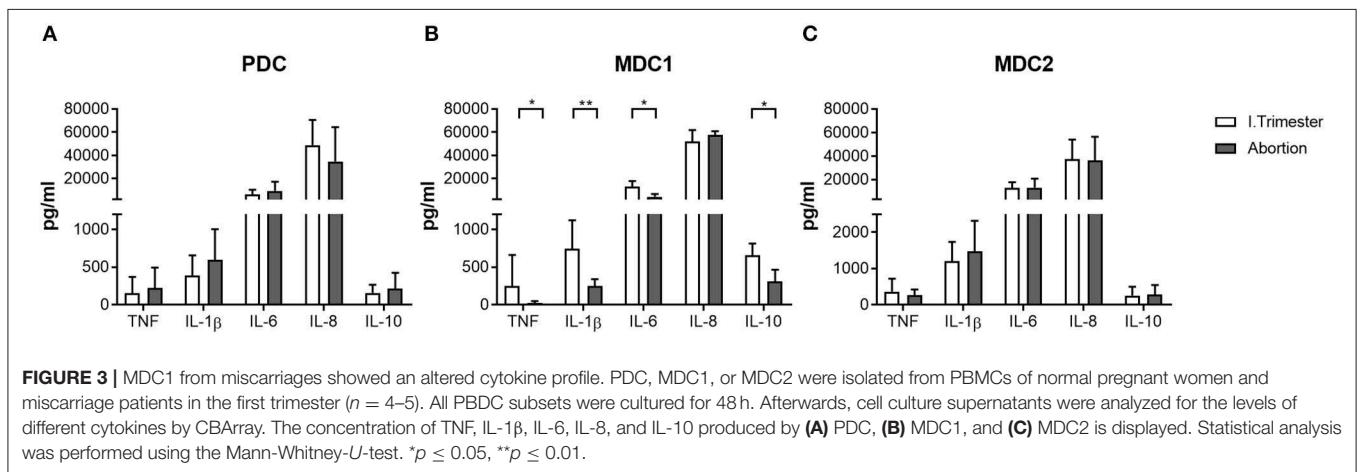 A
B
C
PDC
MDC1
MDC2
pg/ml
80000
60000
40000
20000
1000
500
0
TNF IL-1β IL-6 IL-8 IL-10
pg/ml
80000
60000
40000
20000
1000
500
0
* ** * *
TNF IL-1β IL-6 IL-8 IL-10
pg/ml
80000
60000
40000
20000
2000
1000
0
TNF IL-1β IL-6 IL-8 IL-10
I.Trimester
Abortion
FIGURE 3 | MDC1 from miscarriages showed an altered cytokine profile. PDC, MDC1, or MDC2 were isolated from PBMCs of normal pregnant women and
miscarriage patients in the first trimester (n = 4–5). All PBDC subsets were cultured for 48 h. Afterwards, cell culture supernatants were analyzed for the levels of
different cytokines by CBArray. The concentration of TNF, IL-1β, IL-6, IL-8, and IL-10 produced by (A) PDC, (B) MDC1, and (C) MDC2 is displayed. Statistical analysis
was performed using the Mann-Whitney-U-test. *p ≤ 0.05, **p ≤ 0.01.